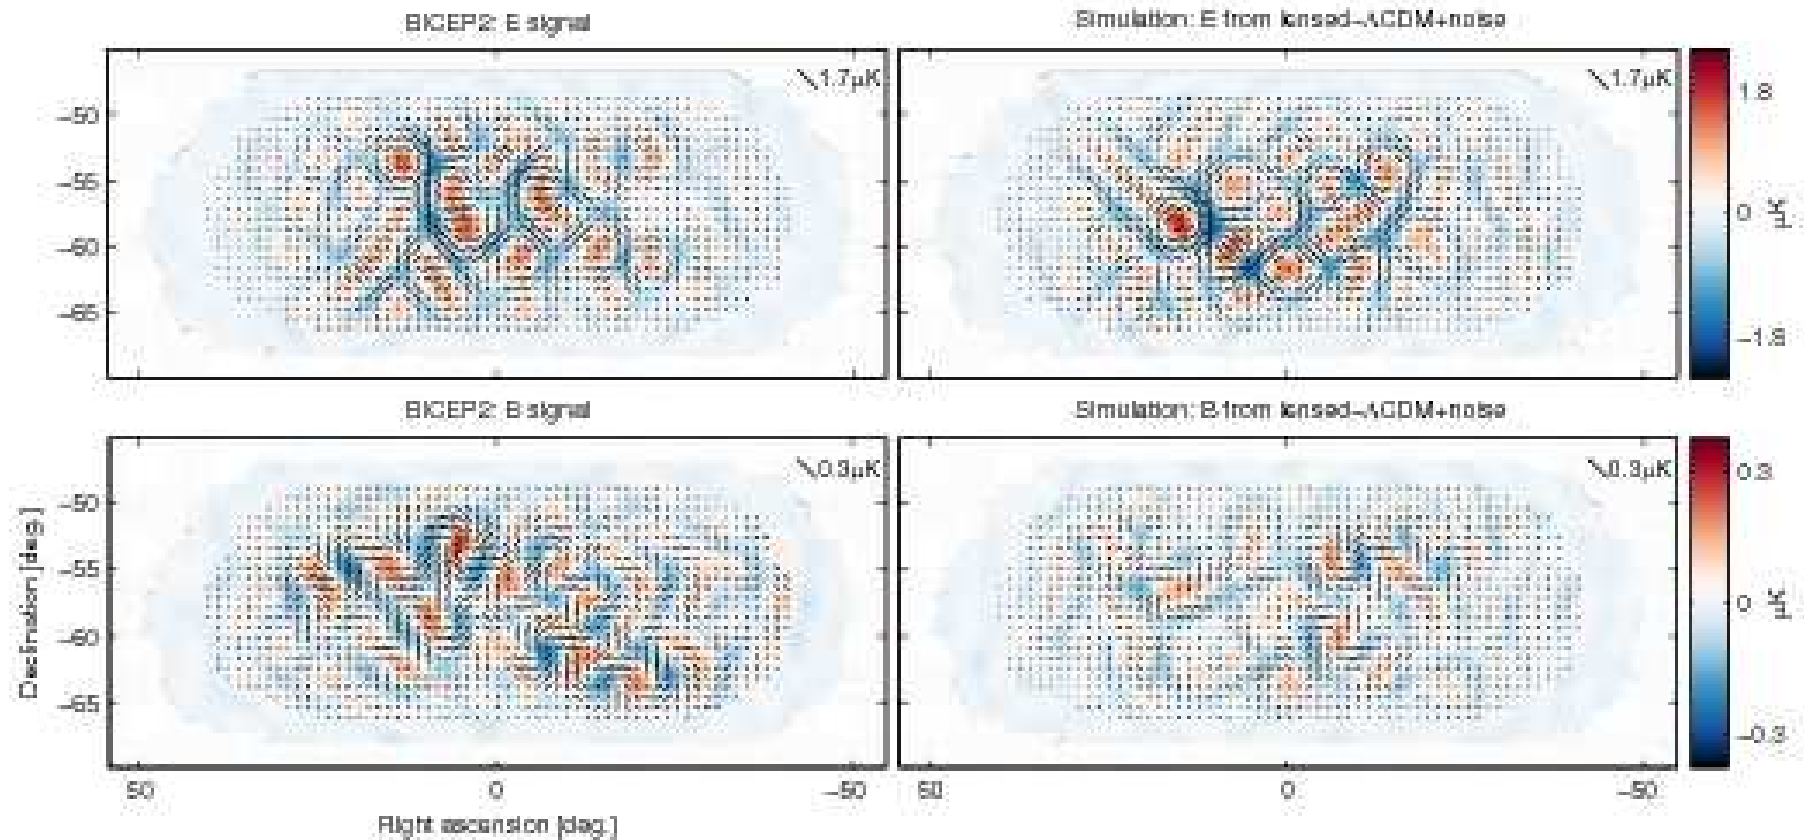 BICEP2: E signal
Simulation: E from lensed−ΛCDM+noise
1.7μK
1.7μK
−50
−55
−60
−65
1.8
0
−1.8
μK
BICEP2: B signal
Simulation: B from lensed−ΛCDM+noise
0.3μK
0.3μK
Declination [deg.]
−50
−55
−60
−65
0.3
0
−0.3
μK
50
0
−50
50
0
−50
Right ascension [deg.]